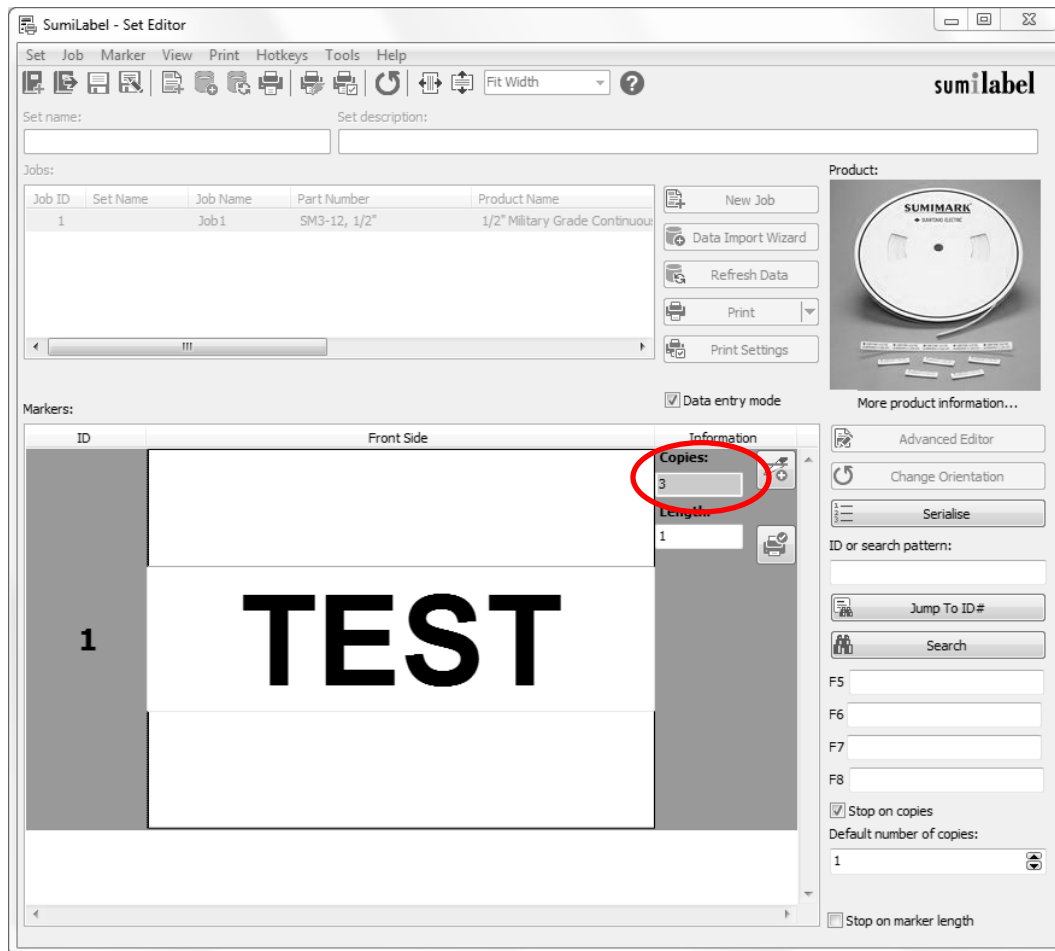 SumiLabel - Set Editor
Set Job Marker View Print Hotkeys Tools Help
Fit Width
sumilabel
Set name:
Set description:
Jobs:
Product:
Job ID Set Name Job Name Part Number Product Name
1 Job1 SM3-12, 1/2" 1/2" Military Grade Continuou
New Job
Data Import Wizard
Refresh Data
Print
Print Settings
SUMIMARK
SUMITOMO ELECTRIC
Data entry mode
More product information...
Markers:
ID Front Side Information
Copies:
3
Length:
1
1
TEST
Advanced Editor
Change Orientation
Serialise
ID or search pattern:
Jump To ID#
Search
F5
F6
F7
F8
Stop on copies
Default number of copies:
1
Stop on marker length